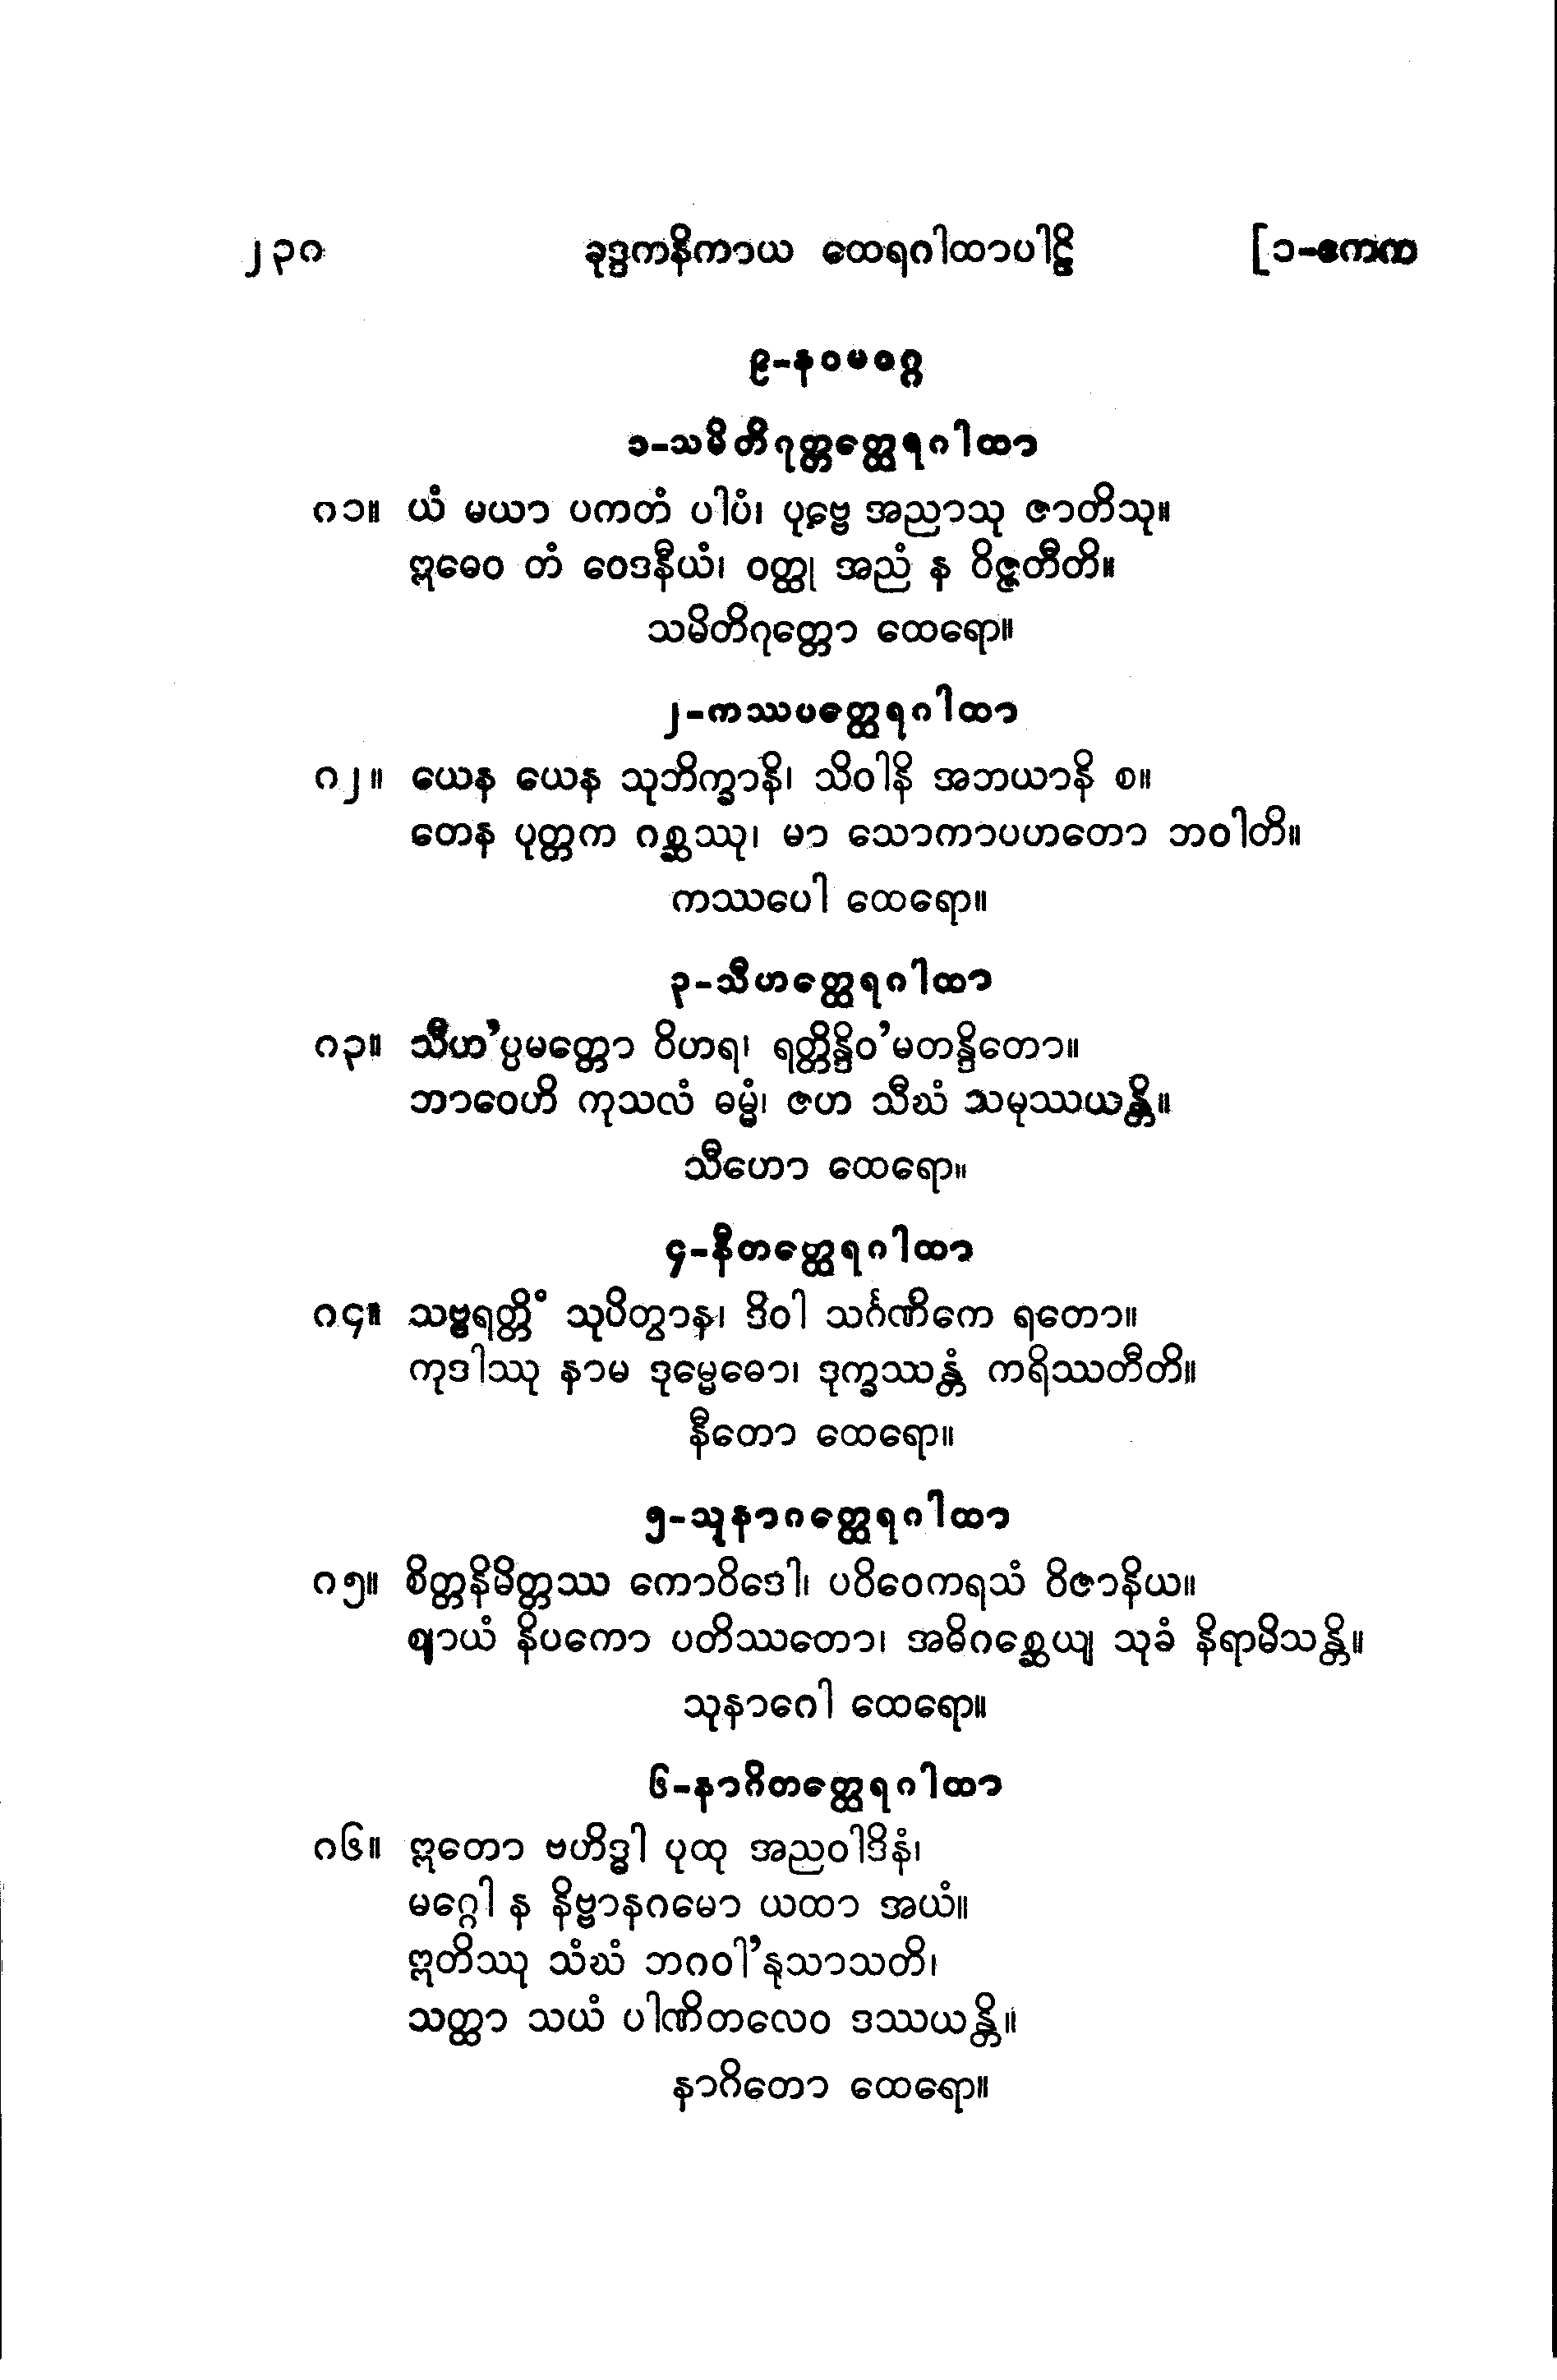 ၂၃၈ ခုဒ္ဒကနိကာယ ထေရဂါထာပါဠိ [၁-ဧကက
၉-နဝမဝဂ္ဂ
၁-သမိတိဂုတ္တတ္ထေရဂါထာ
၈၁။ ယံ မယာ ပကတံ ပါပံ၊ ပုဗ္ဗေ အညာသု ဇာတိသု။
ဣဓေဝ တံ ဝေဒနီယံ၊ ဝတ္ထု အညံ န ဝိဇ္ဇတီတိ။
သမိတိဂုတ္တော ထေရော။
၂-ကဿပတ္ထေရဂါထာ
၈၂။ ယေန ယေန သုဘိက္ခာနိ၊ သိဝါနိ အဘယာနိ စ။
တေန ပုတ္တက ဂစ္ဆဿု၊ မာ သောကာပဟတော ဘဝါတိ။
ကဿပေါ ထေရော။
၃-သီဟတ္ထေရဂါထာ
၈၃။ သီဟ’ပ္ပမတ္တော ဝိဟရ၊ ရတ္တိန္ဒိဝ’မတန္ဒိတော။
ဘာဝေဟိ ကုသလံ ဓမ္မံ၊ ဇဟ သီဃံ သမုဿယန္တိ။
သီဟော ထေရော။
၄-နီတတ္ထေရဂါထာ
၈၄။ သဗ္ဗရတ္တိံ သုပိတွာန၊ ဒိဝါ သင်္ဂဏိကေ ရတော။
ကုဒါဿု နာမ ဒုမ္မေဓော၊ ဒုက္ခဿန္တံ ကရိဿတီတိ။
နီတော ထေရော။
၅-သုနာဂတ္ထေရဂါထာ
၈၅။ စိတ္တနိမိတ္တဿ ကောဝိဒေါ၊ ပဝိဝေကရသံ ဝိဇာနိယ။
ဈာယံ နိပကော ပတိဿတော၊ အဓိဂစ္ဆေယျ သုခံ နိရာမိသန္တိ။
သုနာဂေါ ထေရော။
၆-နာဂိတတ္ထေရဂါထာ
၈၆။ ဣတော ဗဟိဒ္ဓါ ပုထု အညဝါဒိနံ၊
မဂ္ဂေါ န နိဗ္ဗာနဂမော ယထာ အယံ။
ဣတိဿု သံဃံ ဘဂဝါ’နုသာသတိ၊
သတ္ထာ သယံ ပါဏိတလေဝ ဒဿယန္တိ။
နာဂိတော ထေရော။